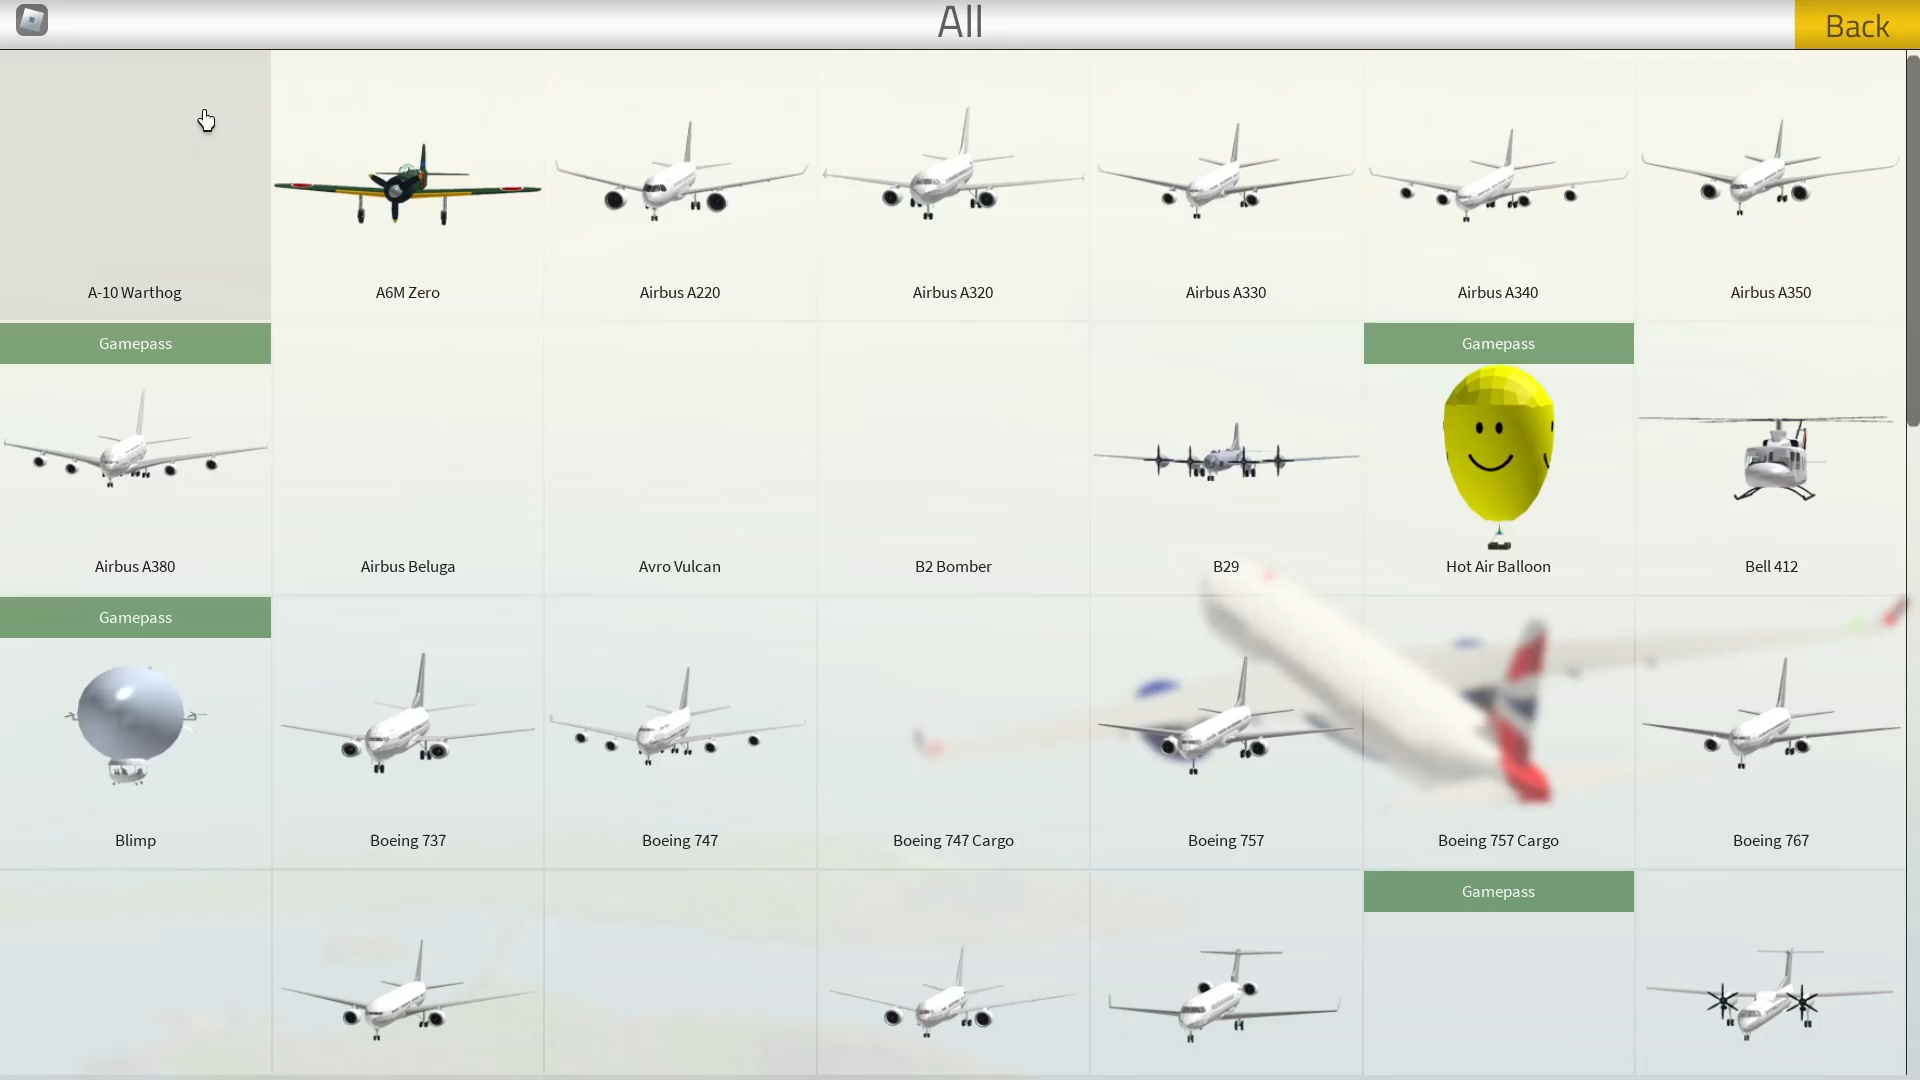 All
Back
A-10 Warthog
A6M Zero
Airbus A220
Airbus A320
Airbus A330
Airbus A340
Airbus A350
Gamepass
Gamepass
Airbus A380
Airbus Beluga
Avro Vulcan
B2 Bomber
B29
Hot Air Balloon
Bell 412
Gamepass
Blimp
Boeing 737
Boeing 747
Boeing 747 Cargo
Boeing 757
Boeing 757 Cargo
Boeing 767
Gamepass